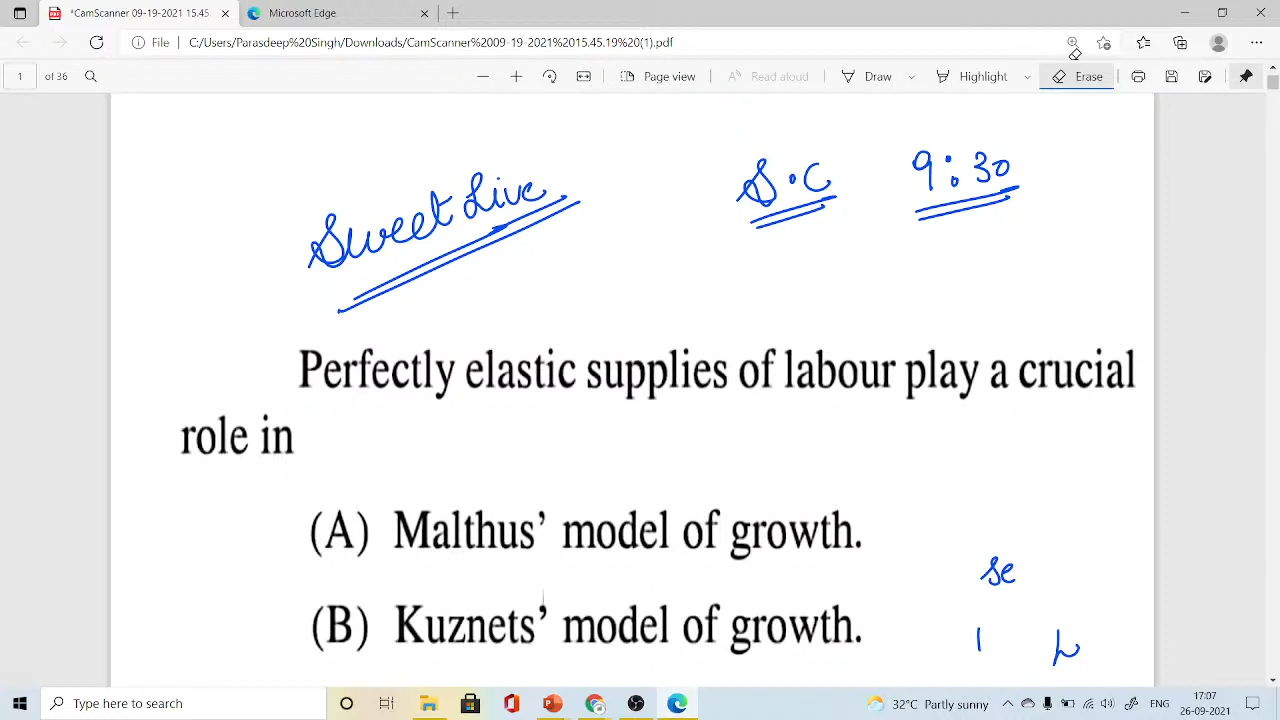 *CamScanner 09-19-2021 15.45
Microsoft Edge
File
C:/Users/Parasdeep%20Singh/Downloads/CamScanner%2009-19-2021%2015.45.19%20(1).pdf
1 of 36
Page view
Read aloud
Draw
Highlight
Erase
Sweet Live
S.C 9:30
Perfectly elastic supplies of labour play a crucial
role in
(A) Malthus’ model of growth.
se
(B) Kuznets’ model of growth.
Type here to search
32°C Partly sunny
ENG
17:07
26-09-2021